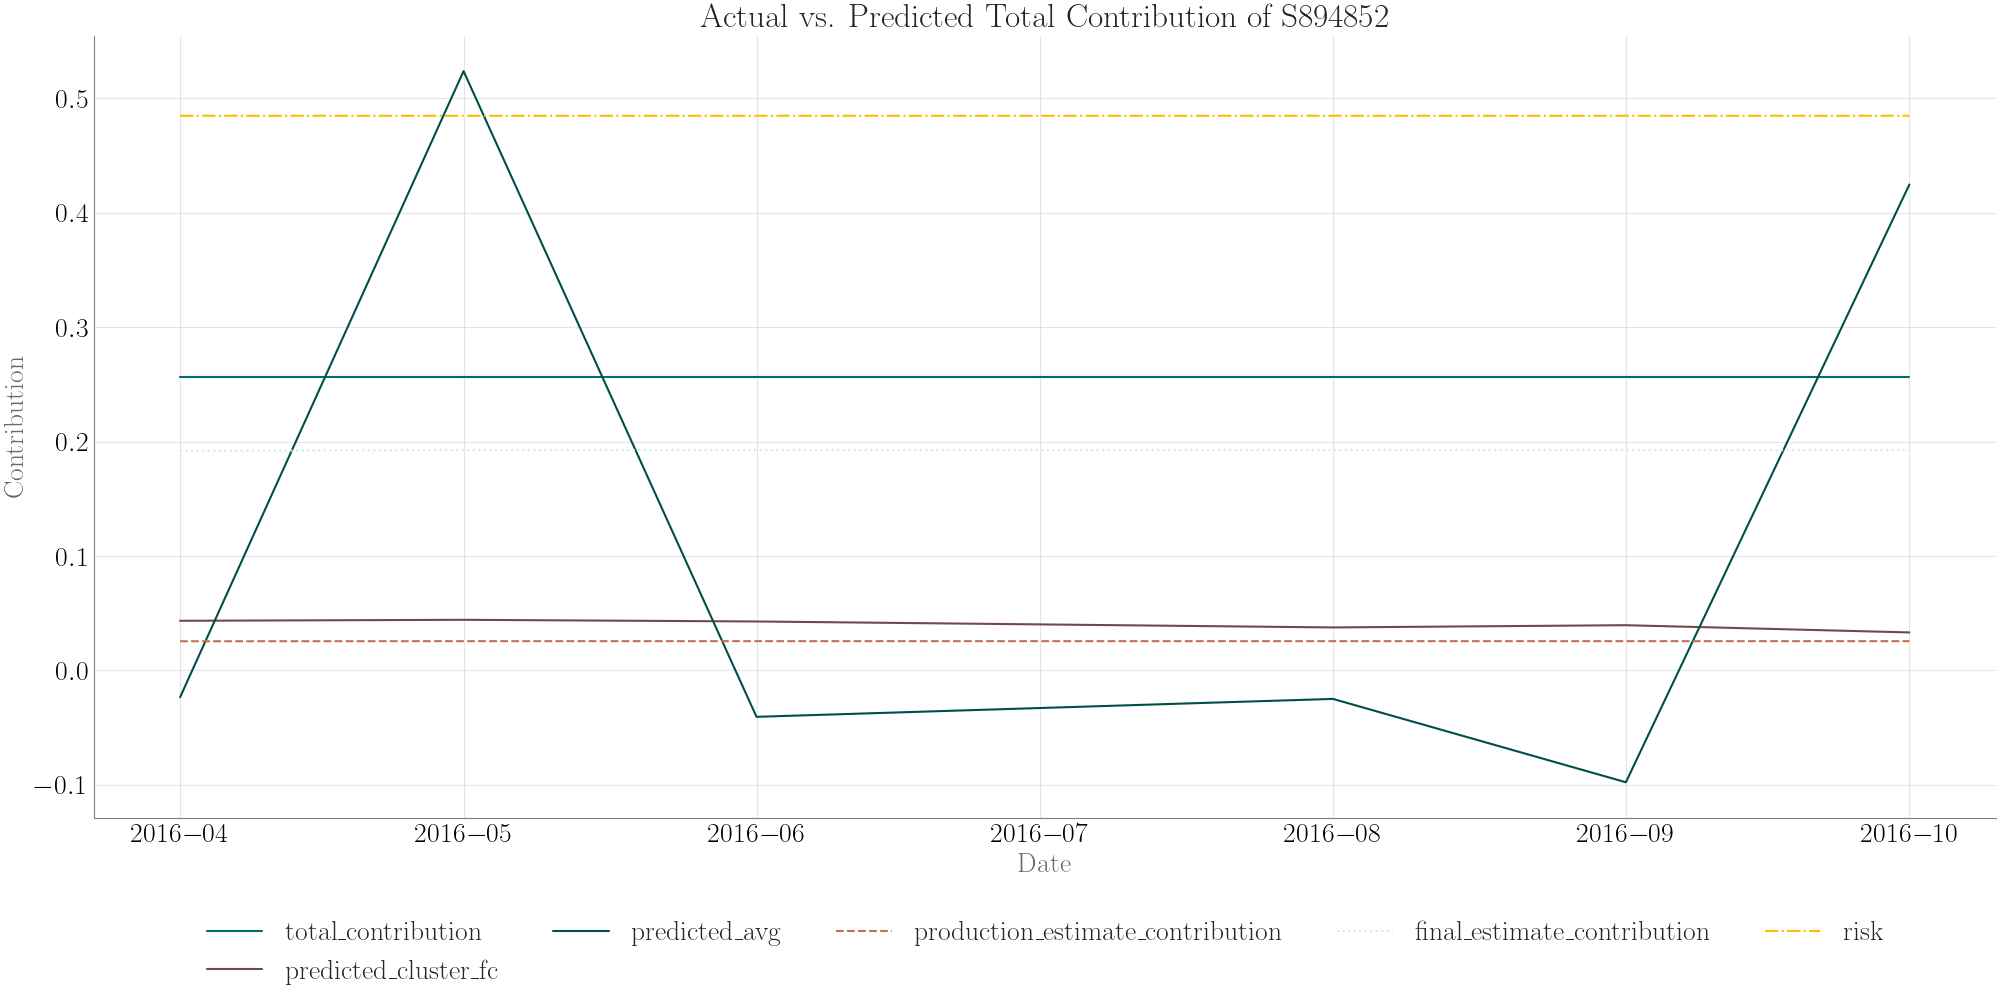 Actual vs. Predicted Total Contribution of S894852
Contribution
0.5
0.4
0.3
0.2
0.1
0.0
−0.1
2016−04 2016−05 2016−06 2016−07 2016−08 2016−09 2016−10
Date
total_contribution predicted_avg production_estimate_contribution final_estimate_contribution risk
predicted_cluster_fc